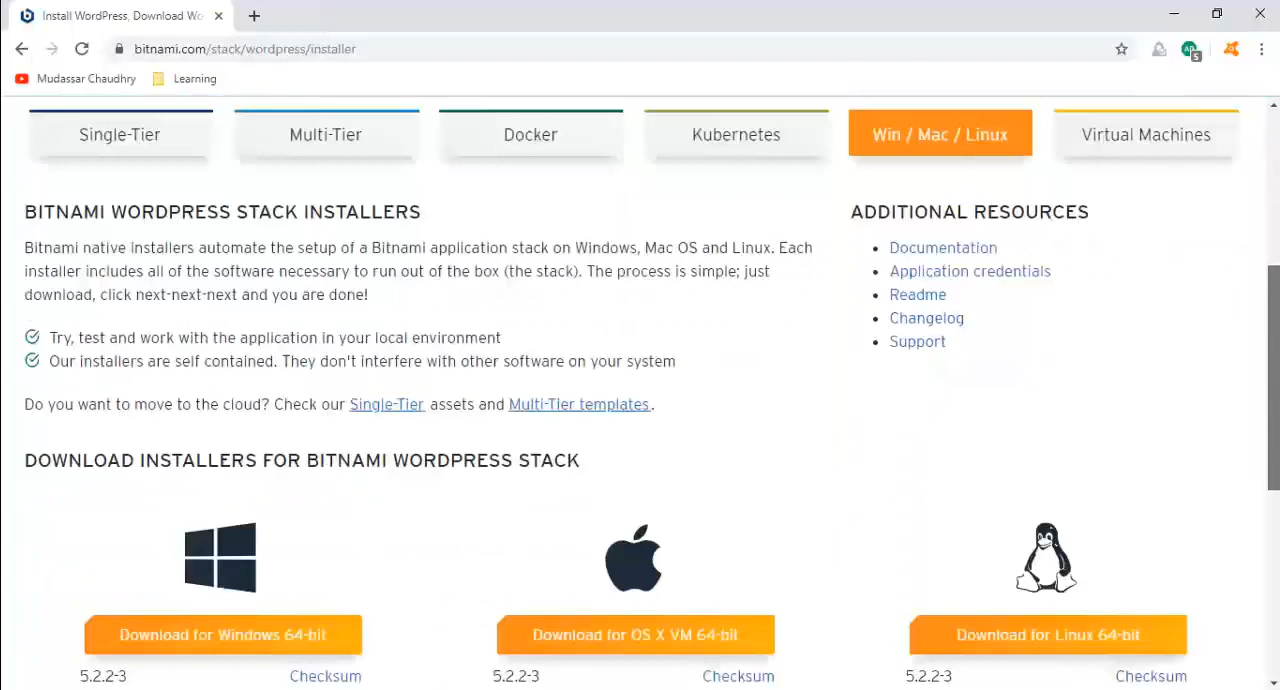 Install WordPress, Download Wo
bitnami.com/stack/wordpress/installer
S
Mudassar Chaudhry
Learning
Single-Tier
Multi-Tier
Docker
Kubernetes
Win / Mac / Linux
Virtual Machines
BITNAMI WORDPRESS STACK INSTALLERS
Bitnami native installers automate the setup of a Bitnami application stack on Windows, Mac OS and Linux. Each
installer includes all of the software necessary to run out of the box (the stack). The process is simple; just
download, click next-next-next and you are done!
Try, test and work with the application in your local environment
Our installers are self contained. They don't interfere with other software on your system
Do you want to move to the cloud? Check our Single-Tier assets and Multi-Tier templates.
ADDITIONAL RESOURCES
Documentation
Application credentials
Readme
Changelog
Support
DOWNLOAD INSTALLERS FOR BITNAMI WORDPRESS STACK
Download for Windows 64-bit
Download for OS X VM 64-bit
Download for Linux 64-bit
5.2.2-3 Checksum
5.2.2-3 Checksum
5.2.2-3 Checksum